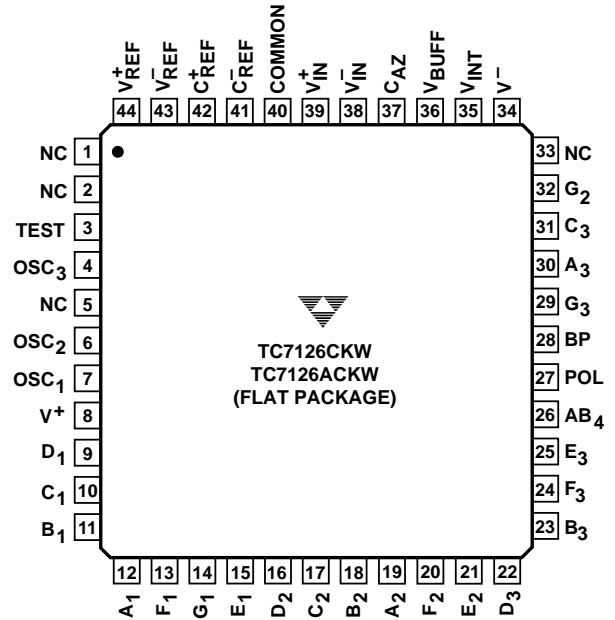 V+REF V−REF C+REF C−REF COMMON V+IN V−IN CAZ VBUFF VINT V−
44 43 42 41 40 39 38 37 36 35 34
NC 1
NC 2
TEST 3
OSC3 4
NC 5
OSC2 6
OSC1 7
V+ 8
D1 9
C1 10
B1 11
TC7126CKW
TC7126ACKW
(FLAT PACKAGE)
33 NC
32 G2
31 C3
30 A3
29 G3
28 BP
27 POL
26 AB4
25 E3
24 F3
23 B3
12 13 14 15 16 17 18 19 20 21 22
A1 F1 G1 E1 D2 C2 B2 A2 F2 E2 D3